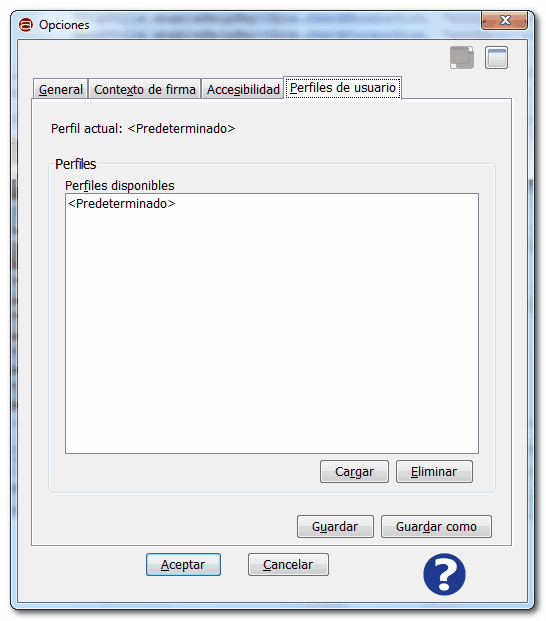 Opciones
General Contexto de firma Accesibilidad Perfiles de usuario
Perfil actual: <Predeterminado>
Perfiles
Perfiles disponibles
<Predeterminado>
Cargar Eliminar
Guardar Guardar como
Aceptar Cancelar ?